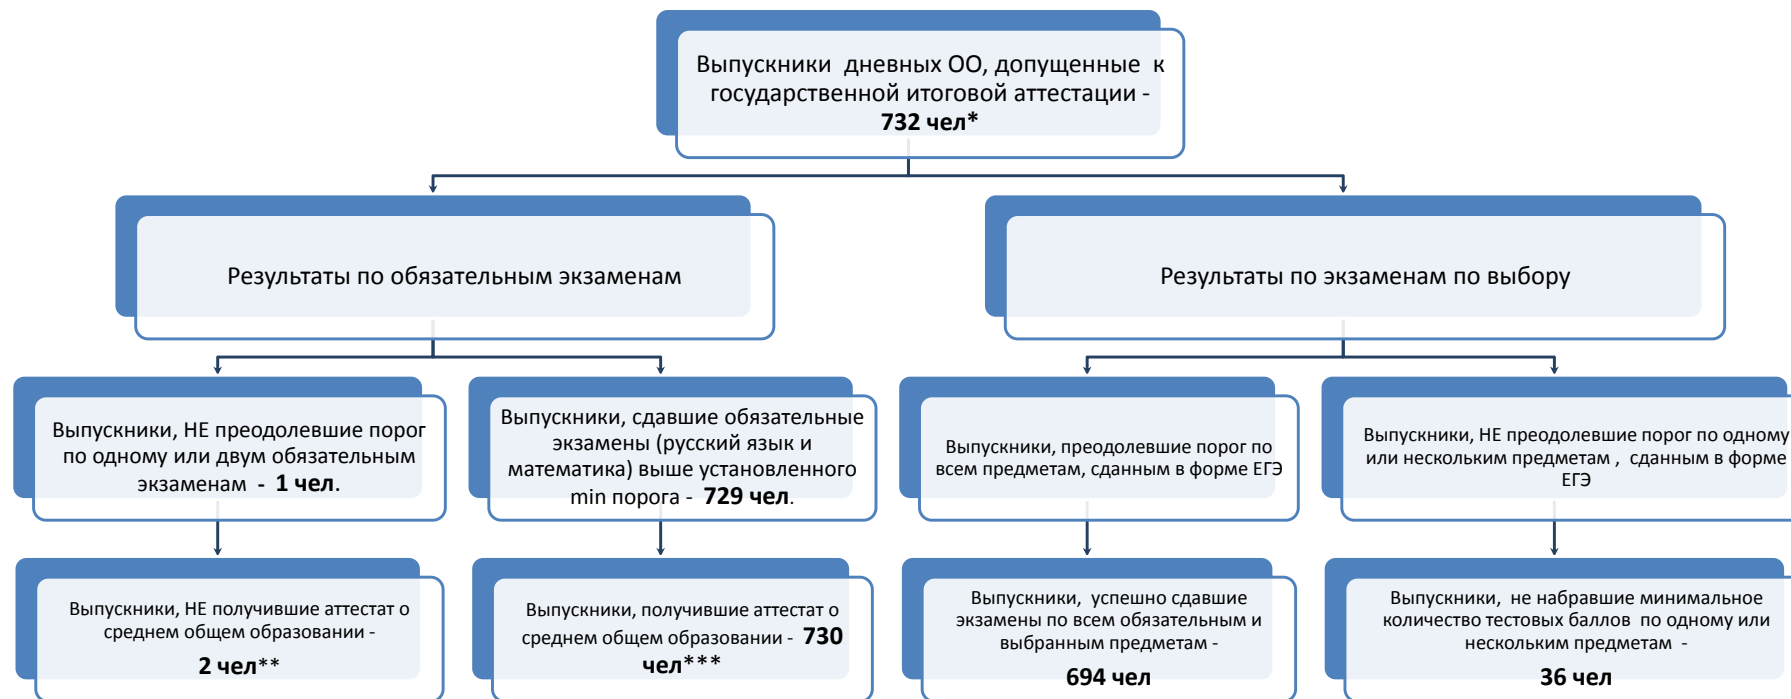 Выпускники дневных ОО, допущенные к
государственной итоговой аттестации -
732 чел*
Результаты по обязательным экзаменам
Результаты по экзаменам по выбору
Выпускники, НЕ преодолевшие порог
по одному или двум обязательным
экзаменам - 1 чел.
Выпускники, сдавшие обязательные
экзамены (русский язык и
математика) выше установленного
min порога - 729 чел.
Выпускники, преодолевшие порог по
всем предметам, сданным в форме ЕГЭ
Выпускники, НЕ преодолевшие порог по одному
или нескольким предметам , сданным в форме
ЕГЭ
Выпускники, НЕ получившие аттестат о
среднем общем образовании -
2 чел**
Выпускники, получившие аттестат о
среднем общем образовании - 730
чел***
Выпускники, успешно сдавшие
экзамены по всем обязательным и
выбранным предметам -
694 чел
Выпускники, не набравшие минимальное
количество тестовых баллов по одному или
нескольким предметам -
36 чел